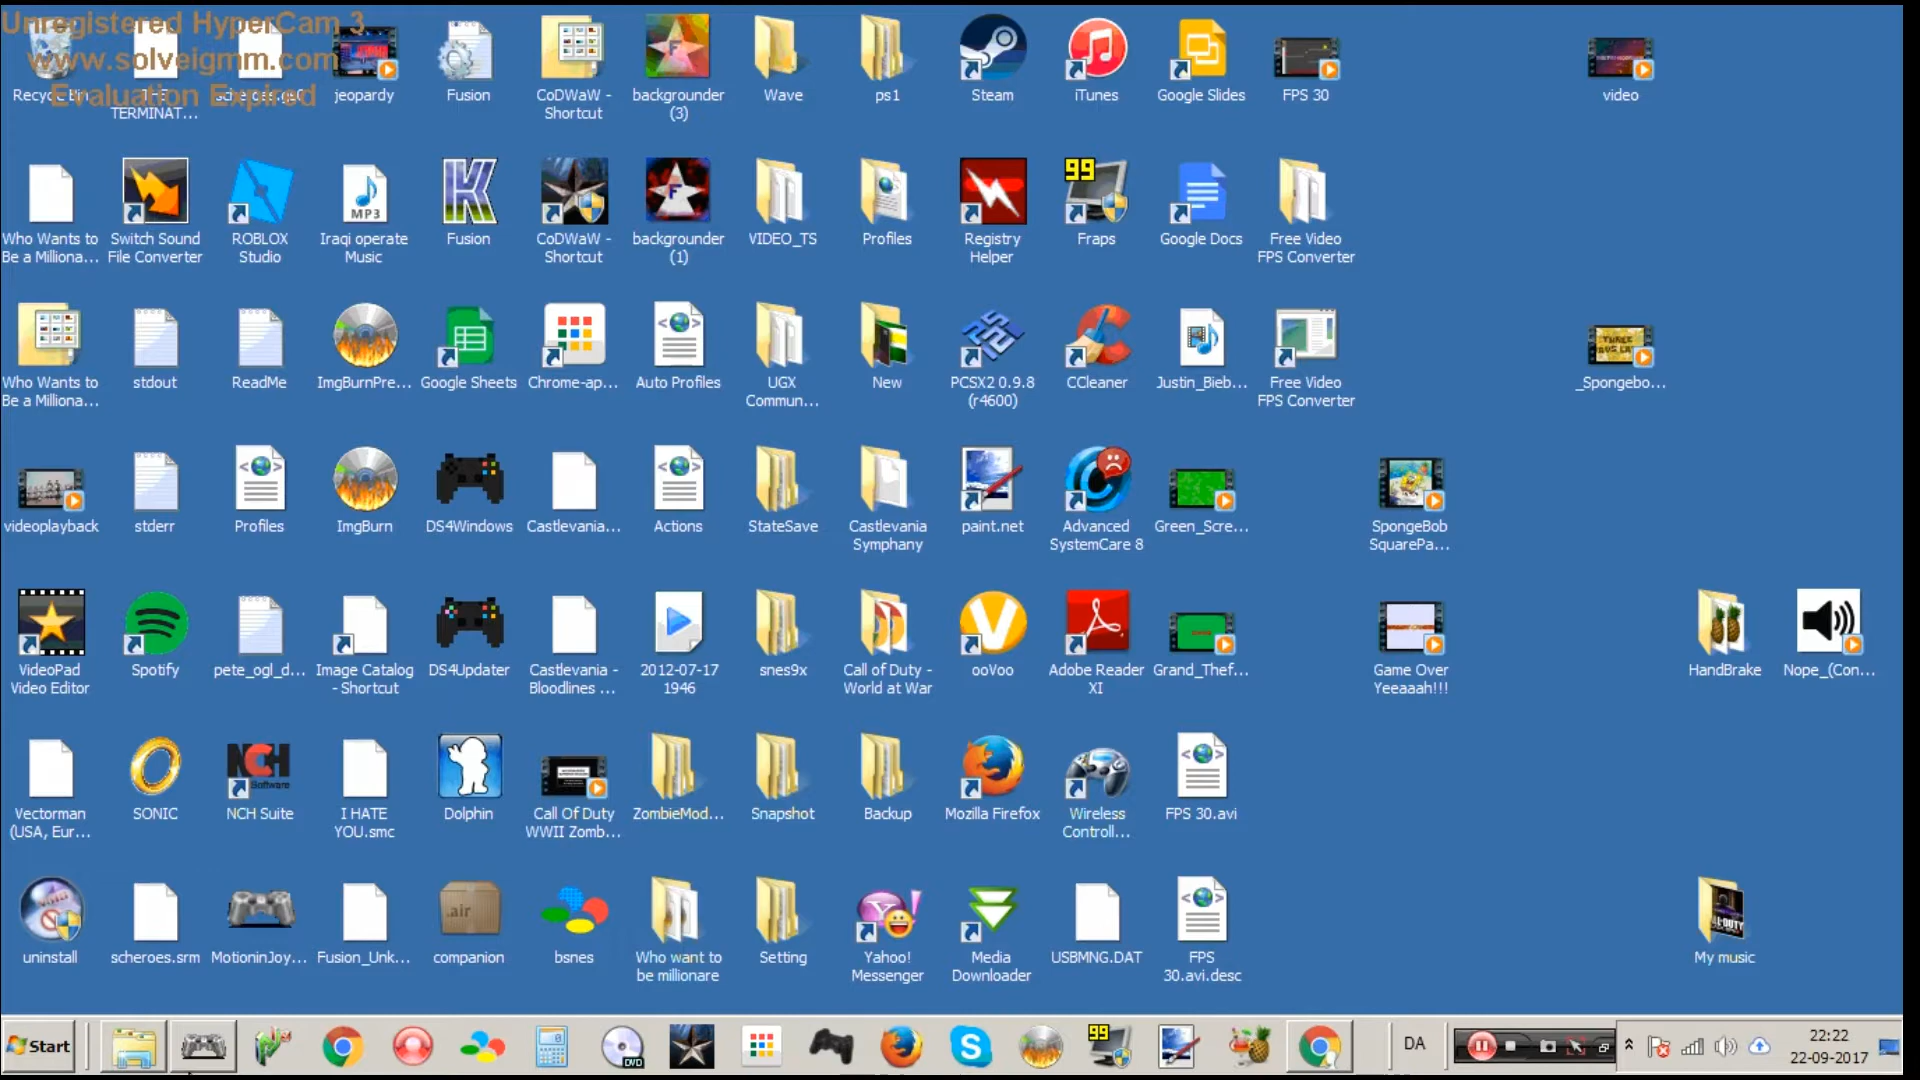 Unregistered HyperCam 3
www.solveigmm.com
Evaluation Expired
Recycle Bin
THE
TERMINAT...
scheroes.gs0
jeopardy
Fusion
CoDWaW -
Shortcut
backgrounder
(3)
Wave
ps1
Steam
iTunes
Google Slides
FPS 30
video
Who Wants to
Be a Milliona...
Switch Sound
File Converter
ROBLOX
Studio
MP3
Iraqi operate
Music
Fusion
CoDWaW -
Shortcut
backgrounder
(1)
VIDEO_TS
Profiles
Registry
Helper
99
Fraps
Google Docs
Free Video
FPS Converter
Who Wants to
Be a Milliona...
stdout
ReadMe
ImgBurnPre...
Google Sheets
Chrome-ap...
Auto Profiles
UGX
Commun...
New
PCSX2 0.9.8
(r4600)
CCleaner
Justin_Bieb...
Free Video
FPS Converter
_Spongebo...
videoplayback
stderr
Profiles
ImgBurn
DS4Windows
Castlevania...
Actions
StateSave
Castlevania
Symphany
paint.net
Advanced
SystemCare 8
Green_Scre...
SpongeBob
SquarePa...
VideoPad
Video Editor
Spotify
pete_ogl_d...
Image Catalog
- Shortcut
DS4Updater
Castlevania -
Bloodlines ...
2012-07-17
1946
snes9x
Call of Duty -
World at War
ooVoo
Adobe Reader
XI
Grand_Thef...
Game Over
Yeeaaah!!!
HandBrake
Nope_(Con...
Vectorman
(USA, Eur...
SONIC
NCH
Software
NCH Suite
I HATE
YOU.smc
Dolphin
Call Of Duty
WWII Zomb...
ZombieMod...
Snapshot
Backup
Mozilla Firefox
Wireless
Controll...
FPS 30.avi
uninstall
scheroes.srm
MotioninJoy...
Fusion_Unk...
.air
companion
bsnes
Who want to
be millionare
Setting
Yahoo!
Messenger
Media
Downloader
USBMNG.DAT
FPS
30.avi.desc
My music
Start
DVD
99
DA
22:22
22-09-2017